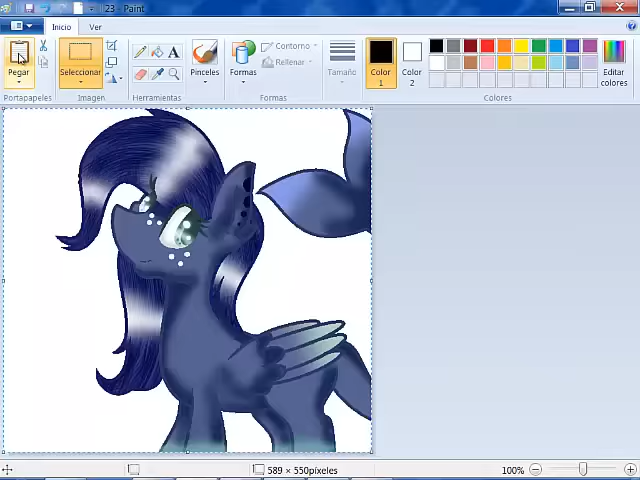 23 - Paint
Inicio Ver
Pegar
Seleccionar
Pinceles
Formas
Contorno
Rellenar
Tamaño
Color 1
Color 2
Editar colores
Portapapeles Imagen Herramientas Formas Colores
589 × 550píxeles 100%